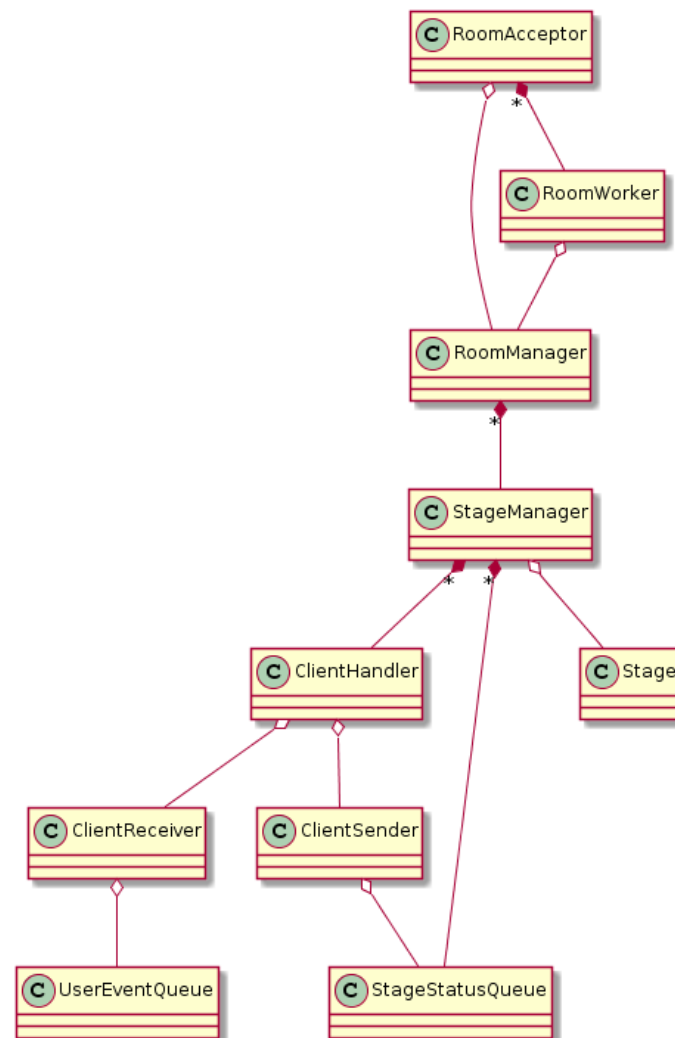 C RoomAcceptor
*
C RoomWorker
C RoomManager
*
C StageManager
* *
C ClientHandler
C Stage
C ClientReceiver
C ClientSender
C UserEventQueue
C StageStatusQueue